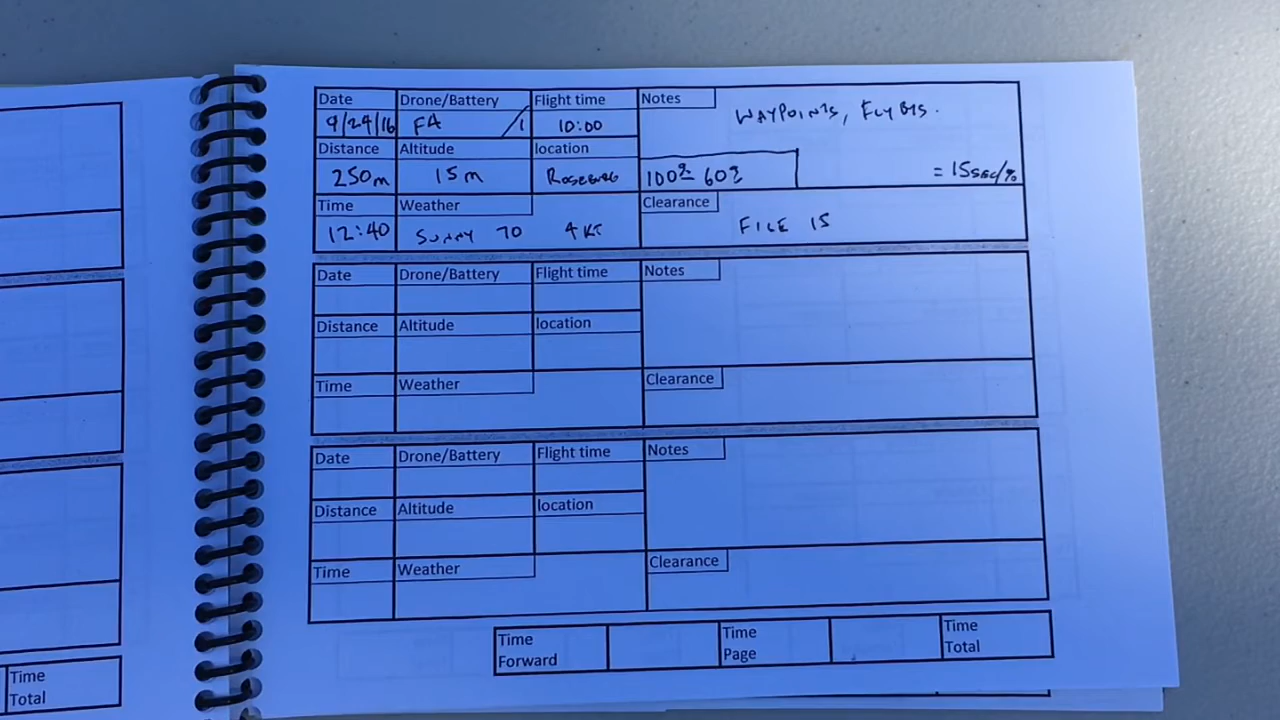 Date Drone/Battery Flight time Notes
9/24/16 FA /1 10:00 WAYPOINTS, FLYBYS.
Distance Altitude location
250m 15m ROSEBURG 100% 60% = 15sec/%
Time Weather Clearance
12:40 SUNNY 70 4 KT FILE 15
Date Drone/Battery Flight time Notes
Distance Altitude location
Time Weather Clearance
Date Drone/Battery Flight time Notes
Distance Altitude location
Time Weather Clearance
Time Forward Time Page Time Total
Time
Total